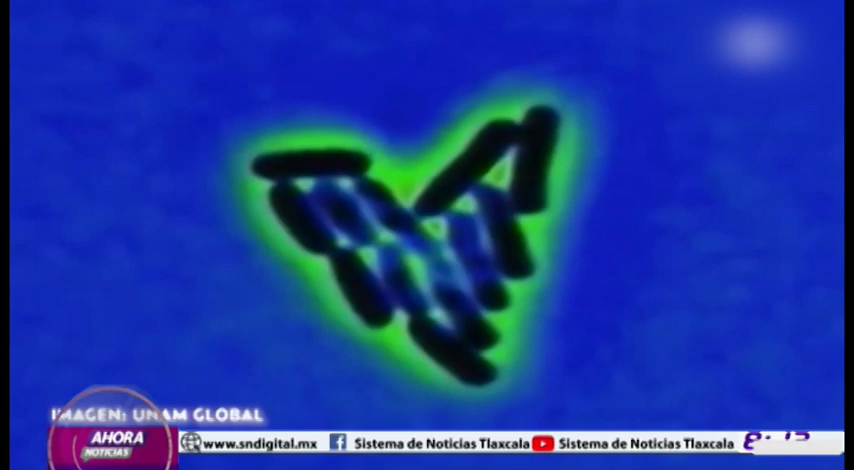 IMAGEN: UNAM GLOBAL
AHORA
NOTICIAS
www.sndigital.mx
Sistema de Noticias Tlaxcala
Sistema de Noticias Tlaxcala